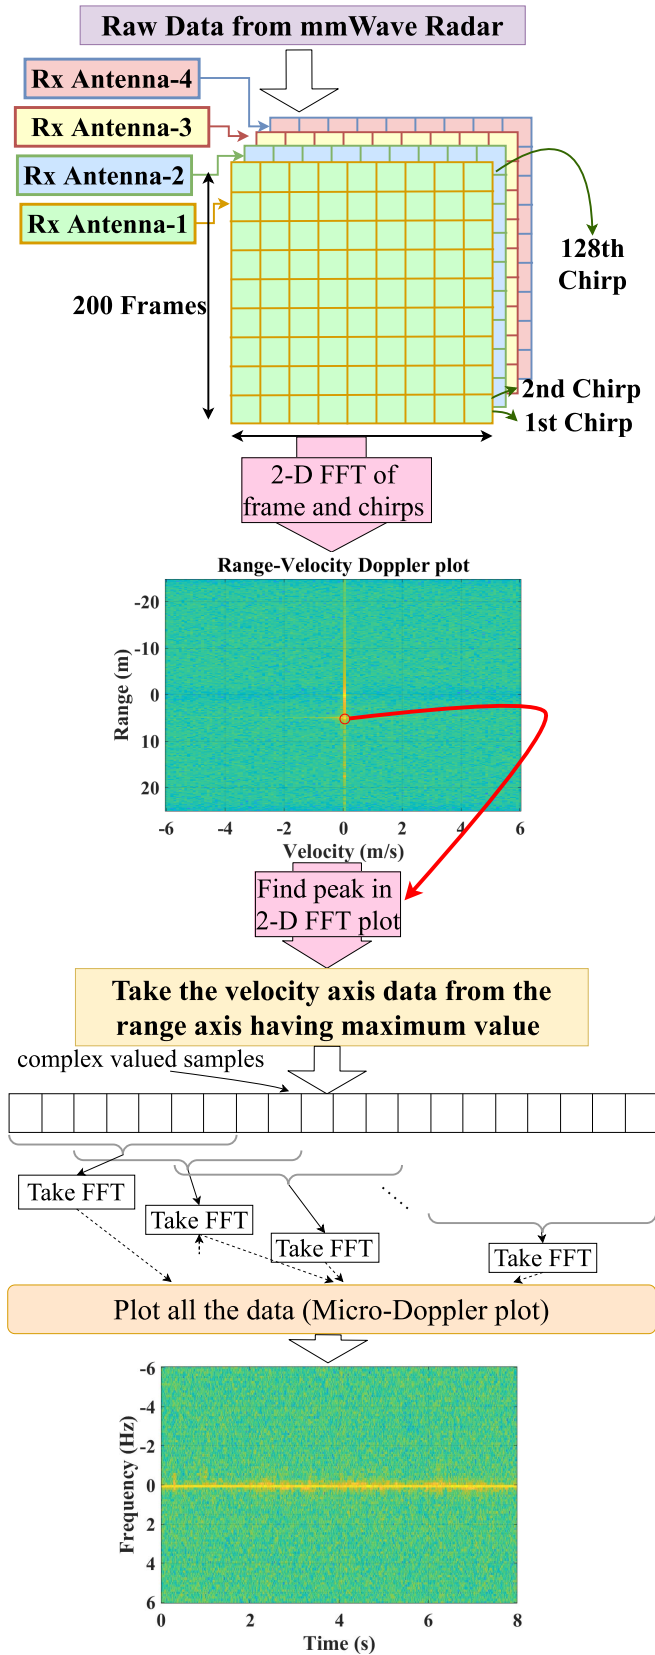 Raw Data from mmWave Radar
Rx Antenna-4
Rx Antenna-3
Rx Antenna-2
Rx Antenna-1
128th
Chirp
200 Frames
2nd Chirp
1st Chirp
2-D FFT of
frame and chirps
Range-Velocity Doppler plot
Range (m)
-20
-10
0
10
20
-6 -4 -2 0 2 4 6
Velocity (m/s)
Find peak in
2-D FFT plot
Take the velocity axis data from the
range axis having maximum value
complex valued samples
Take FFT
Take FFT
Take FFT
Take FFT
Plot all the data (Micro-Doppler plot)
Frequency (Hz)
-6
-4
-2
0
2
4
6
0 2 4 6 8
Time (s)